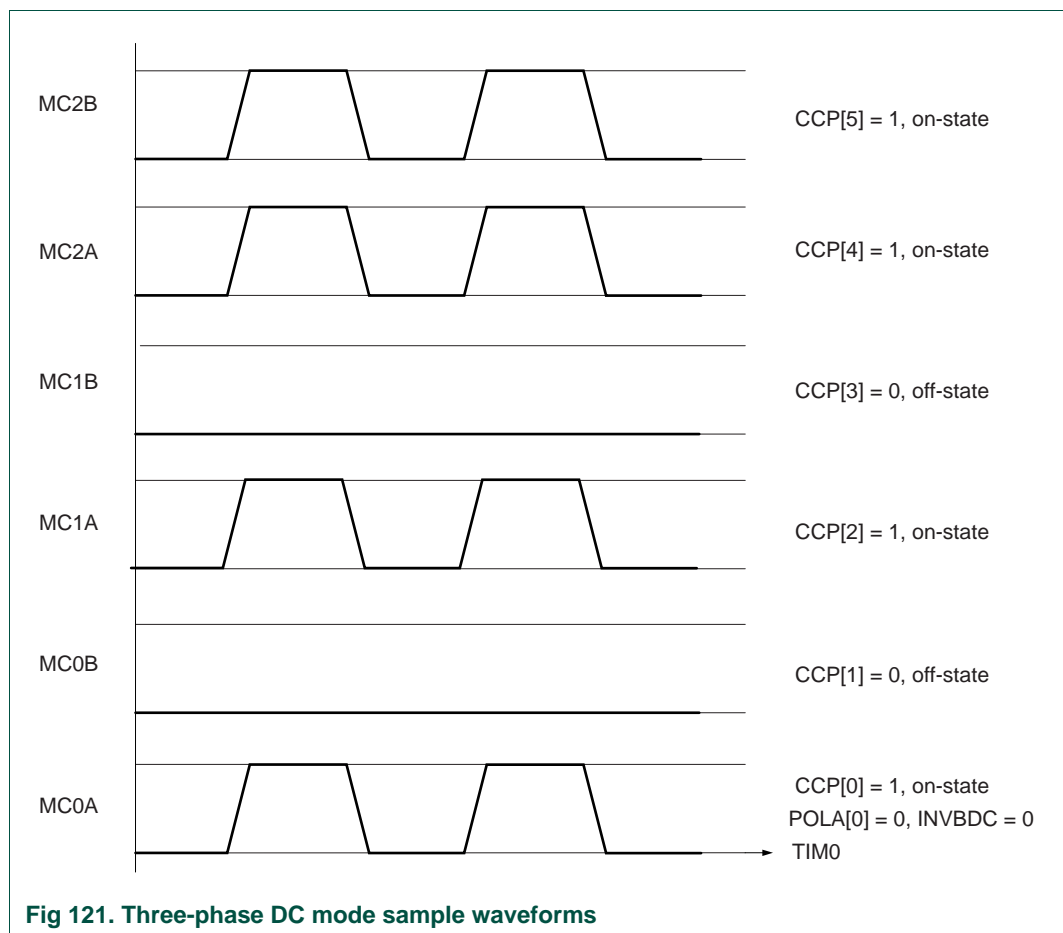 MC2B
CCP[5] = 1, on-state
MC2A
CCP[4] = 1, on-state
MC1B
CCP[3] = 0, off-state
MC1A
CCP[2] = 1, on-state
MC0B
CCP[1] = 0, off-state
MC0A
CCP[0] = 1, on-state
POLA[0] = 0, INVBDC = 0
TIM0
Fig 121. Three-phase DC mode sample waveforms